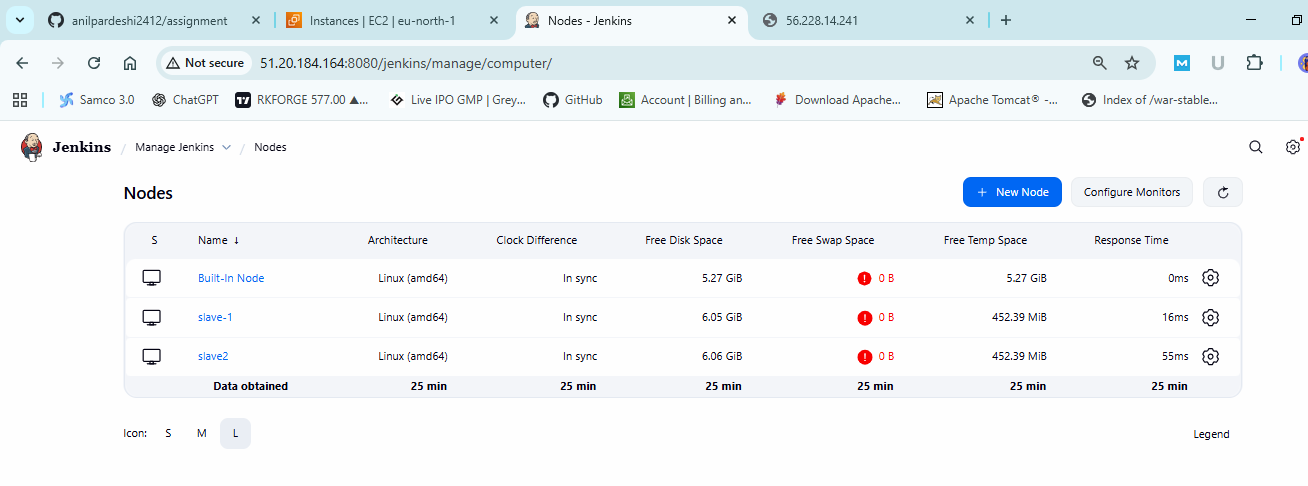 anilpardeshi2412/assignment
Instances | EC2 | eu-north-1
Nodes - Jenkins
56.228.14.241
Not secure 51.20.184.164:8080/jenkins/manage/computer/
Samco 3.0 ChatGPT RKFORGE 577.00 ▲... Live IPO GMP | Grey... GitHub Account | Billing an... Download Apache... Apache Tomcat® -... Index of /war-stable...
Jenkins / Manage Jenkins / Nodes
Nodes
+ New Node Configure Monitors
S Name ↓ Architecture Clock Difference Free Disk Space Free Swap Space Free Temp Space Response Time
Built-In Node Linux (amd64) In sync 5.27 GiB ! 0 B 5.27 GiB 0ms
slave-1 Linux (amd64) In sync 6.05 GiB ! 0 B 452.39 MiB 16ms
slave2 Linux (amd64) In sync 6.06 GiB ! 0 B 452.39 MiB 55ms
Data obtained 25 min 25 min 25 min 25 min 25 min 25 min
Icon: S M L
Legend